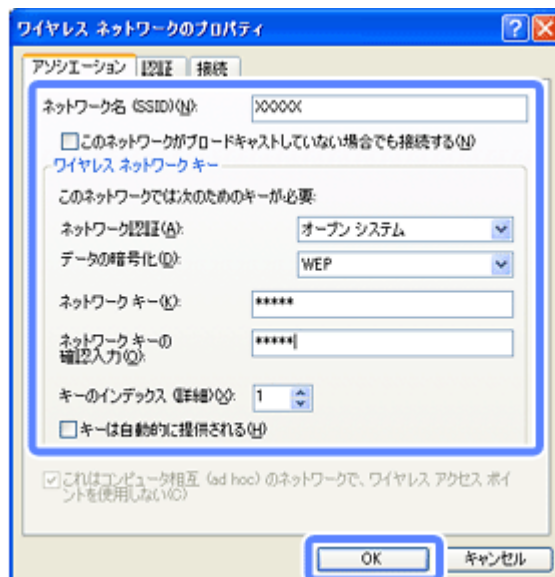 ワイヤレス ネットワークのプロパティ
アソシエーション 認証 接続
ネットワーク名 (SSID)(N): XXXXX
このネットワークがブロードキャストしていない場合でも接続する(N)
ワイヤレス ネットワーク キー
このネットワークでは次のためのキーが必要:
ネットワーク認証(A): オープン システム
データの暗号化(D): WEP
ネットワーク キー(K): *****
ネットワーク キーの
確認入力(O): *****
キーのインデックス (詳細)(X): 1
キーは自動的に提供される(H)
これはコンピュータ相互 (ad hoc) のネットワークで、ワイヤレス アクセス ポイ
ントを使用しない(C)
OK キャンセル